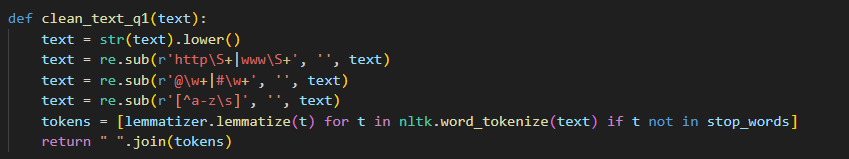 def clean_text_q1(text):
    text = str(text).lower()
    text = re.sub(r'http\S+|www\S+', '', text)
    text = re.sub(r'@\w+|#\w+', '', text)
    text = re.sub(r'[^a-z\s]', '', text)
    tokens = [lemmatizer.lemmatize(t) for t in nltk.word_tokenize(text) if t not in stop_words]
    return " ".join(tokens)